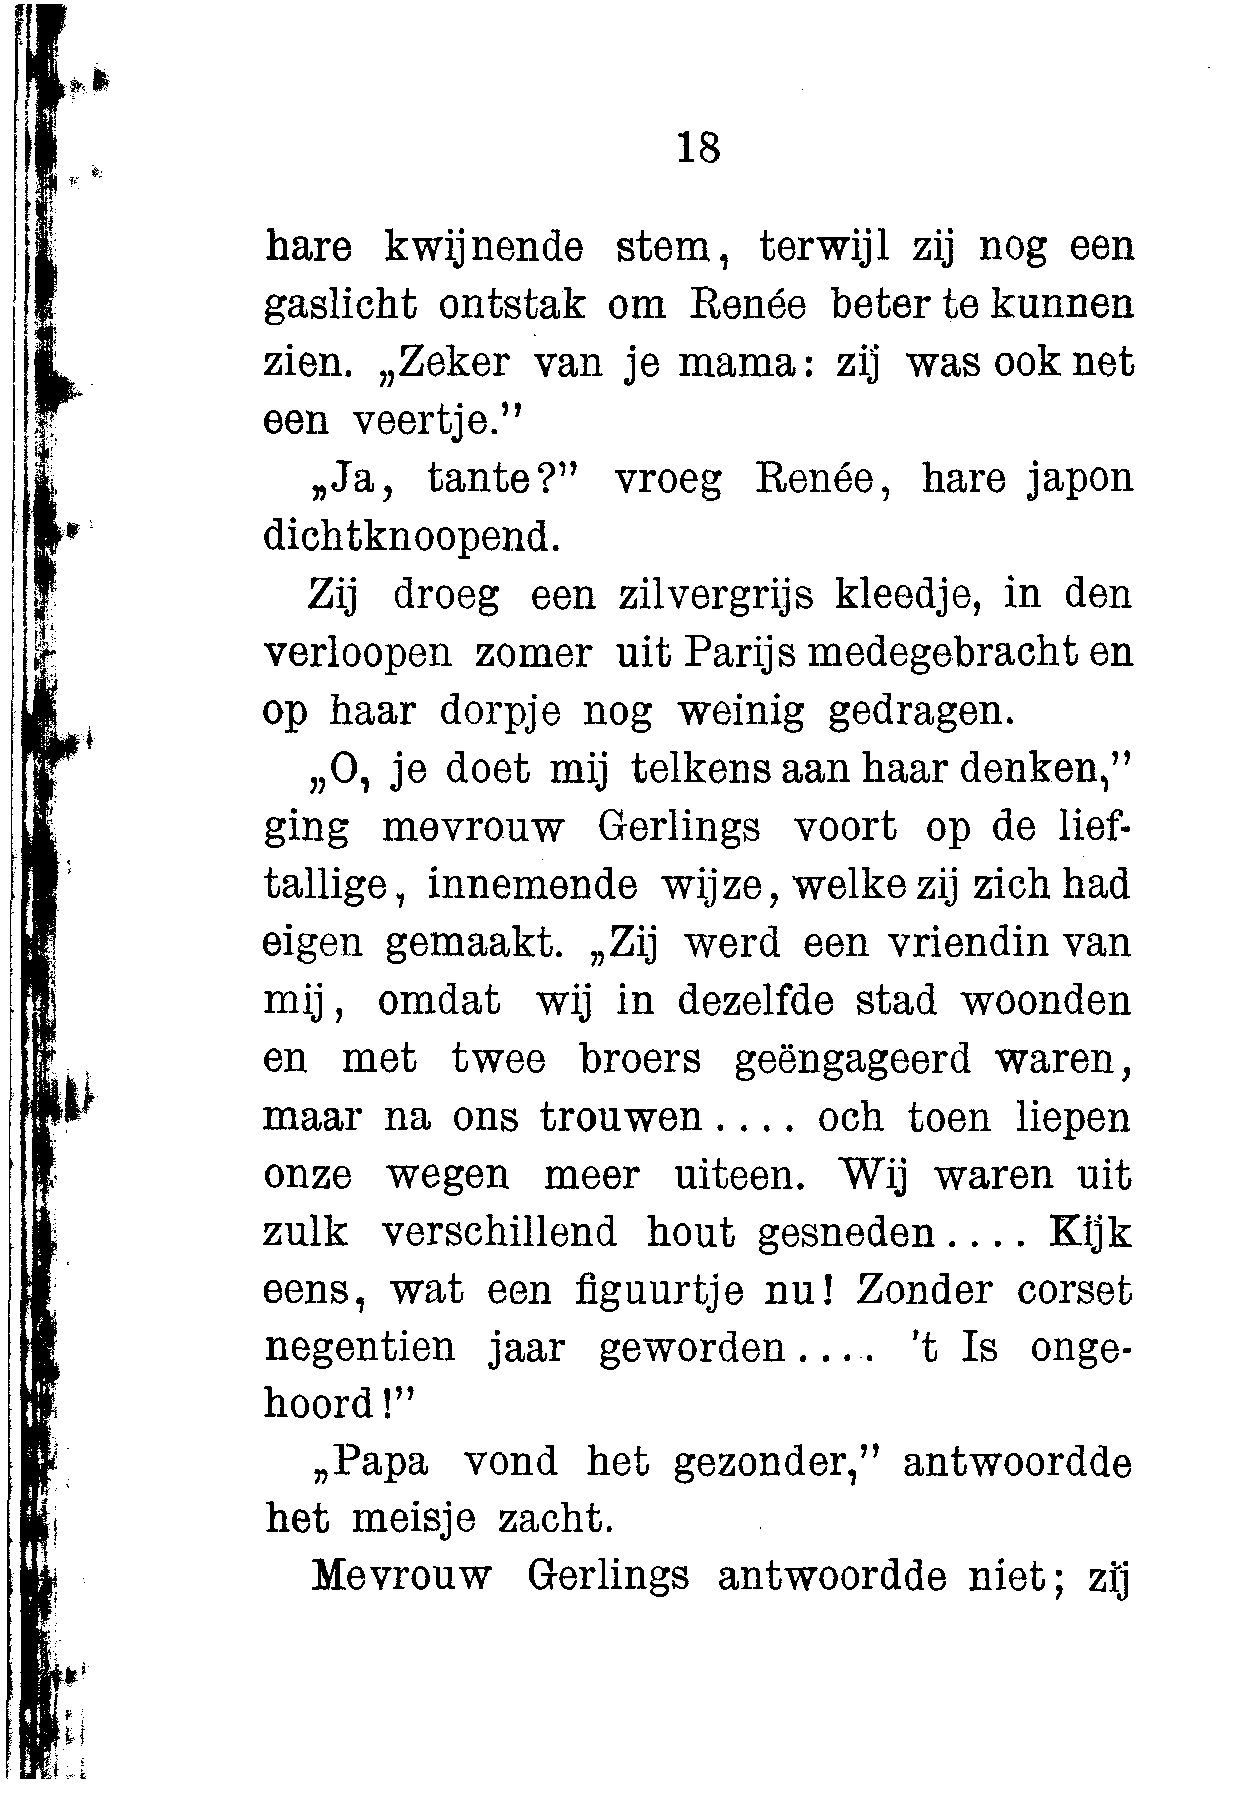 18
hare kwijnende stem, terwijl zij nog een
gaslicht ontstak om Renée beter te kunnen
zien. „Zeker van je mama: zij was ook net
een veertje.”
„Ja, tante?” vroeg Renée, hare japon
dichtknoopend.
Zij droeg een zilvergrijs kleedje, in den
verloopen zomer uit Parijs medegebracht en
op haar dorpje nog weinig gedragen.
„O, je doet mij telkens aan haar denken,”
ging mevrouw Gerlings voort op de lief-
tallige, innemende wijze, welke zij zich had
eigen gemaakt. „Zij werd een vriendin van
mij, omdat wij in dezelfde stad woonden
en met twee broers geëngageerd waren,
maar na ons trouwen.... och toen liepen
onze wegen meer uiteen. Wij waren uit
zulk verschillend hout gesneden.... Kijk
eens, wat een figuurtje nu! Zonder corset
negentien jaar geworden.... 't Is onge-
hoord!”
„Papa vond het gezonder,” antwoordde
het meisje zacht.
Mevrouw Gerlings antwoordde niet; zij